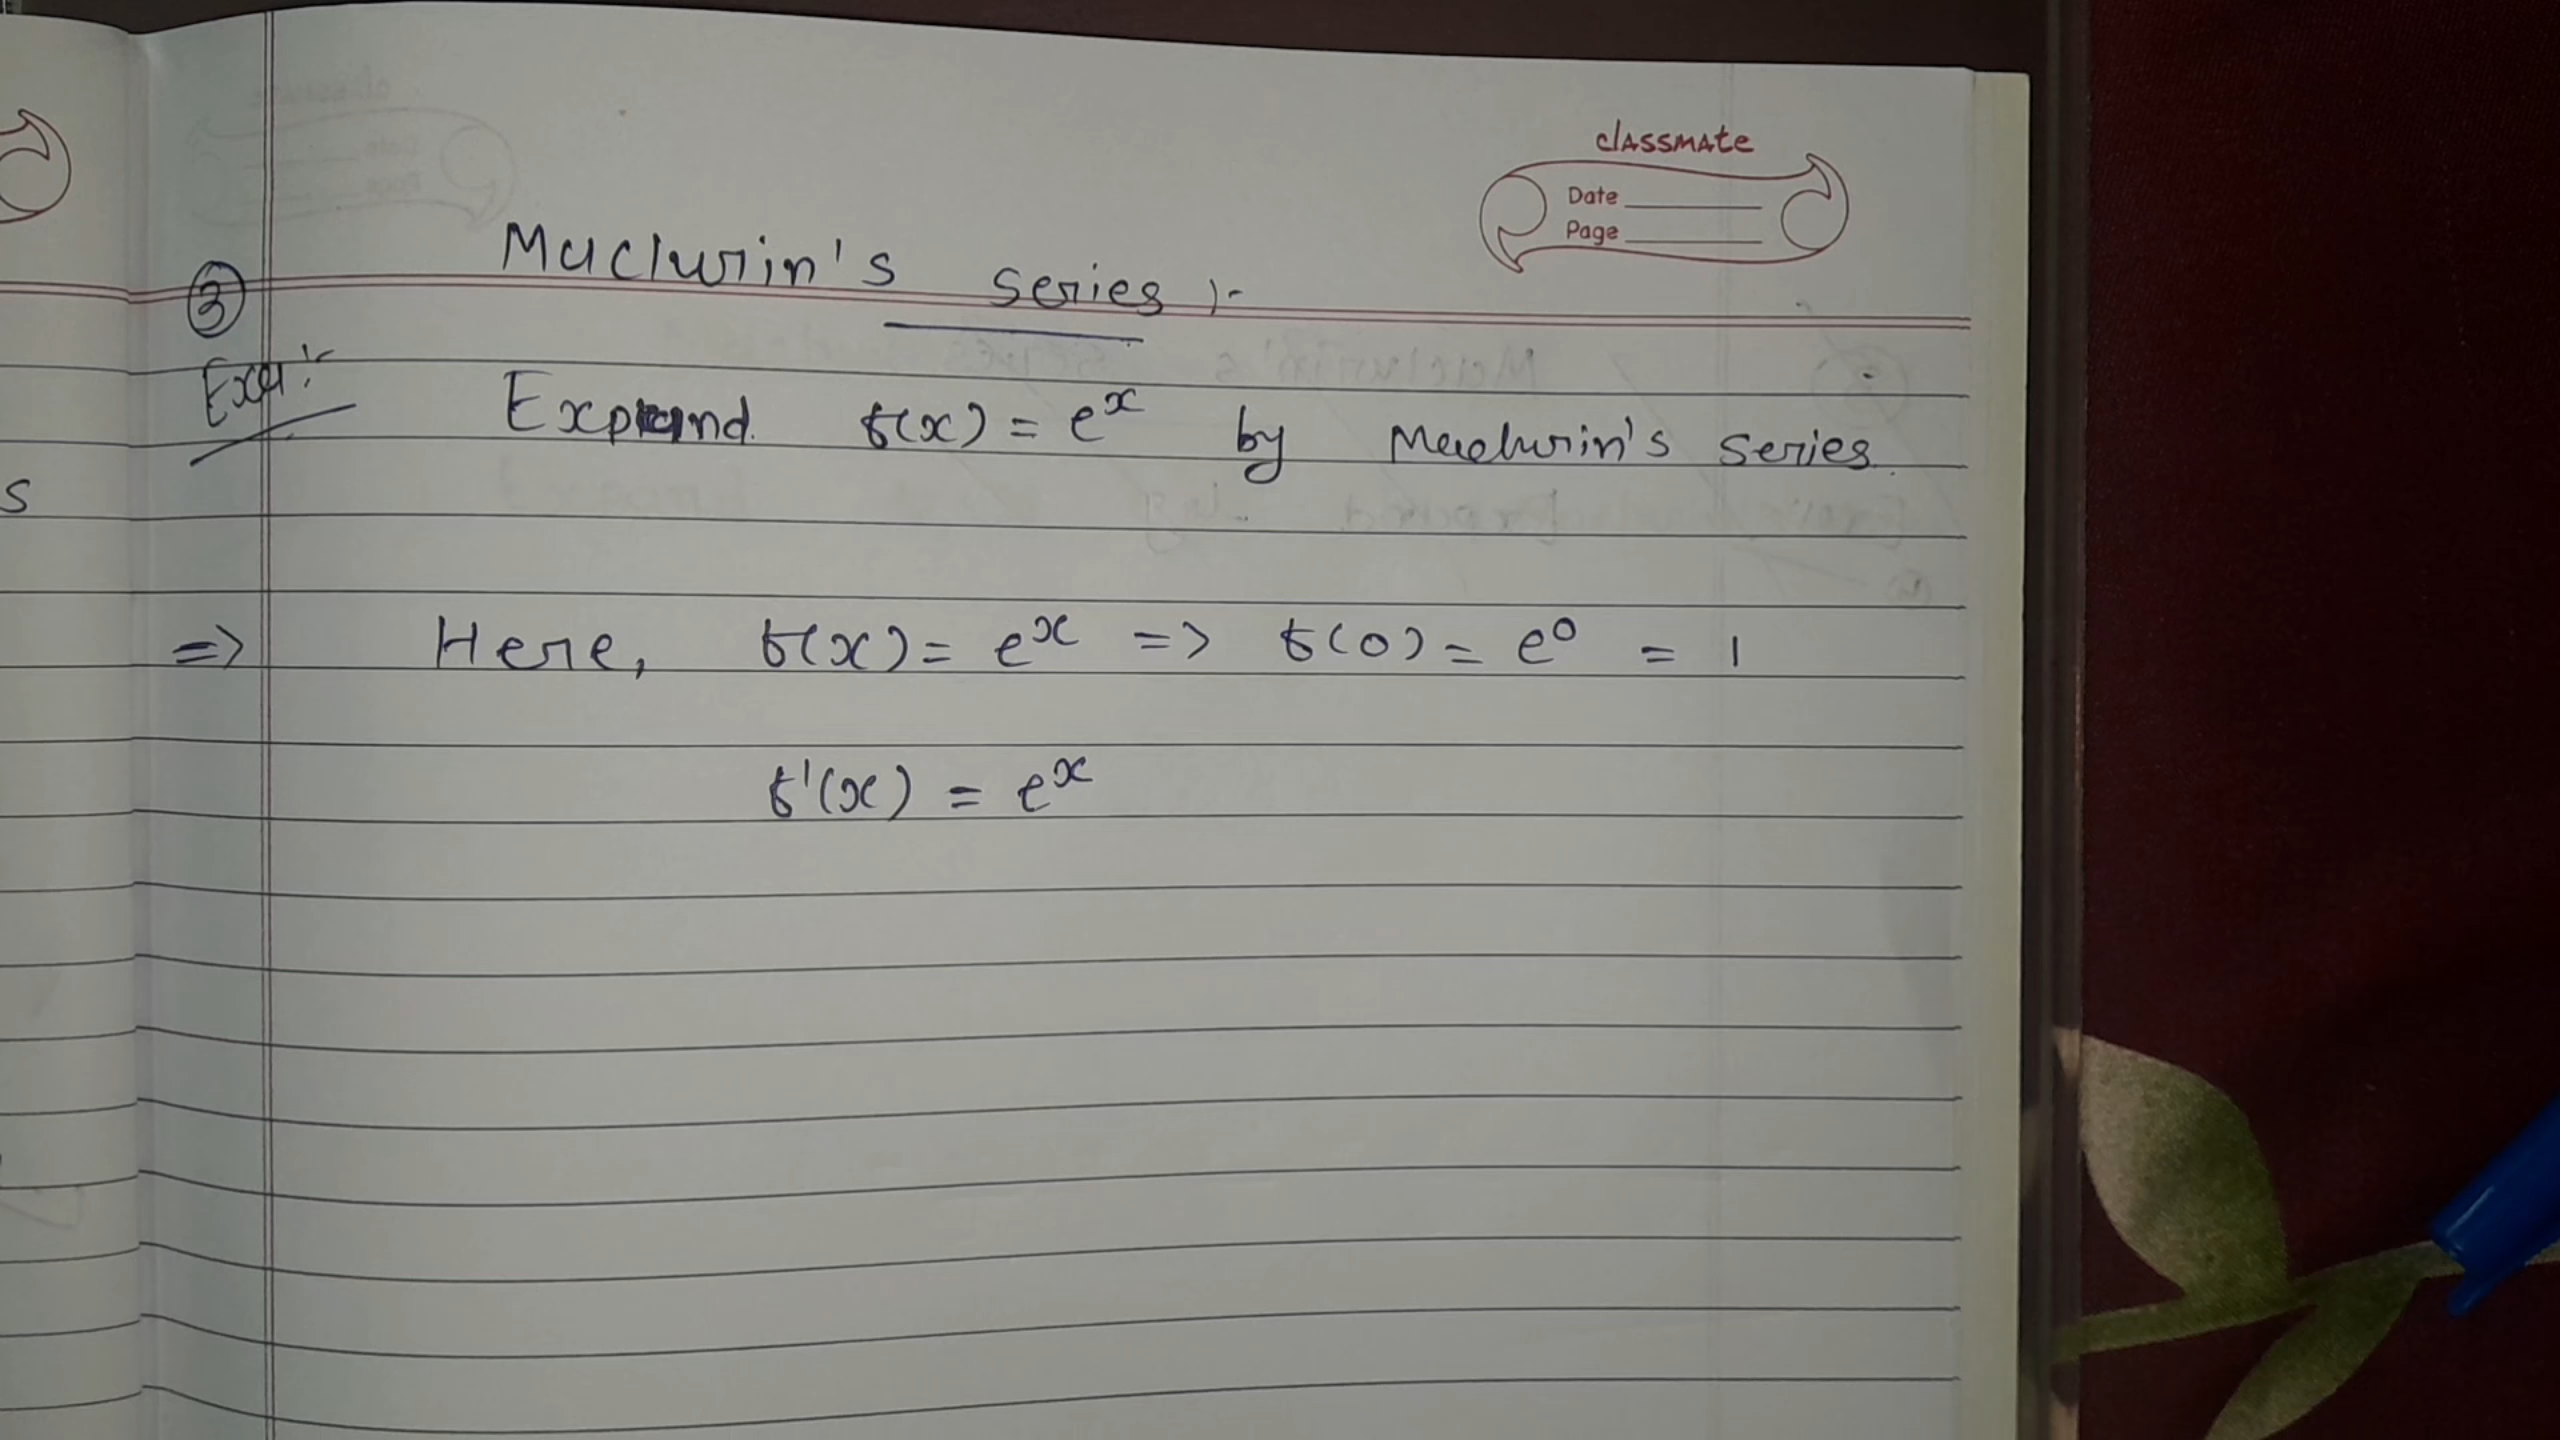 classmate
Date
Page
Maclurin's series :-
3
Ex:-
Expand f(x) = e^x by Maclurin's series.
s
=> Here, f(x) = e^x => f(0) = e^0 = 1
f'(x) = e^x